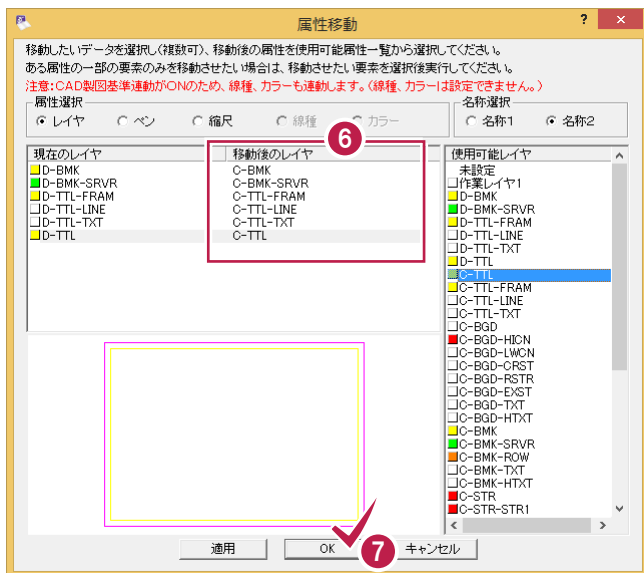 属性移動
? ×
移動したいデータを選択し(複数可)、移動後の属性を使用可能属性一覧から選択してください。
ある属性の一部の要素のみを移動させたい場合は、移動させたい要素を選択後実行してください。
注意:CAD製図基準連動がONのため、線種、カラーも連動します。(線種、カラーは設定できません。)
属性選択
レイヤ ペン 縮尺 線種 カラー
名称選択
名称1 名称2
6
現在のレイヤ 移動後のレイヤ
D-BMK C-BMK
D-BMK-SRVR C-BMK-SRVR
D-TTL-FRAM C-TTL-FRAM
D-TTL-LINE C-TTL-LINE
D-TTL-TXT C-TTL-TXT
D-TTL C-TTL
使用可能レイヤ
未設定
作業レイヤ1
D-BMK
D-BMK-SRVR
D-TTL-FRAM
D-TTL-LINE
D-TTL-TXT
D-TTL
C-TTL
C-TTL-FRAM
C-TTL-LINE
C-TTL-TXT
C-BGD
C-BGD-HICN
C-BGD-LWCN
C-BGD-CRST
C-BGD-RSTR
C-BGD-EXST
C-BGD-TXT
C-BGD-HTXT
C-BMK
C-BMK-SRVR
C-BMK-ROW
C-BMK-TXT
C-BMK-HTXT
C-STR
C-STR-STR1
適用 OK キャンセル
7